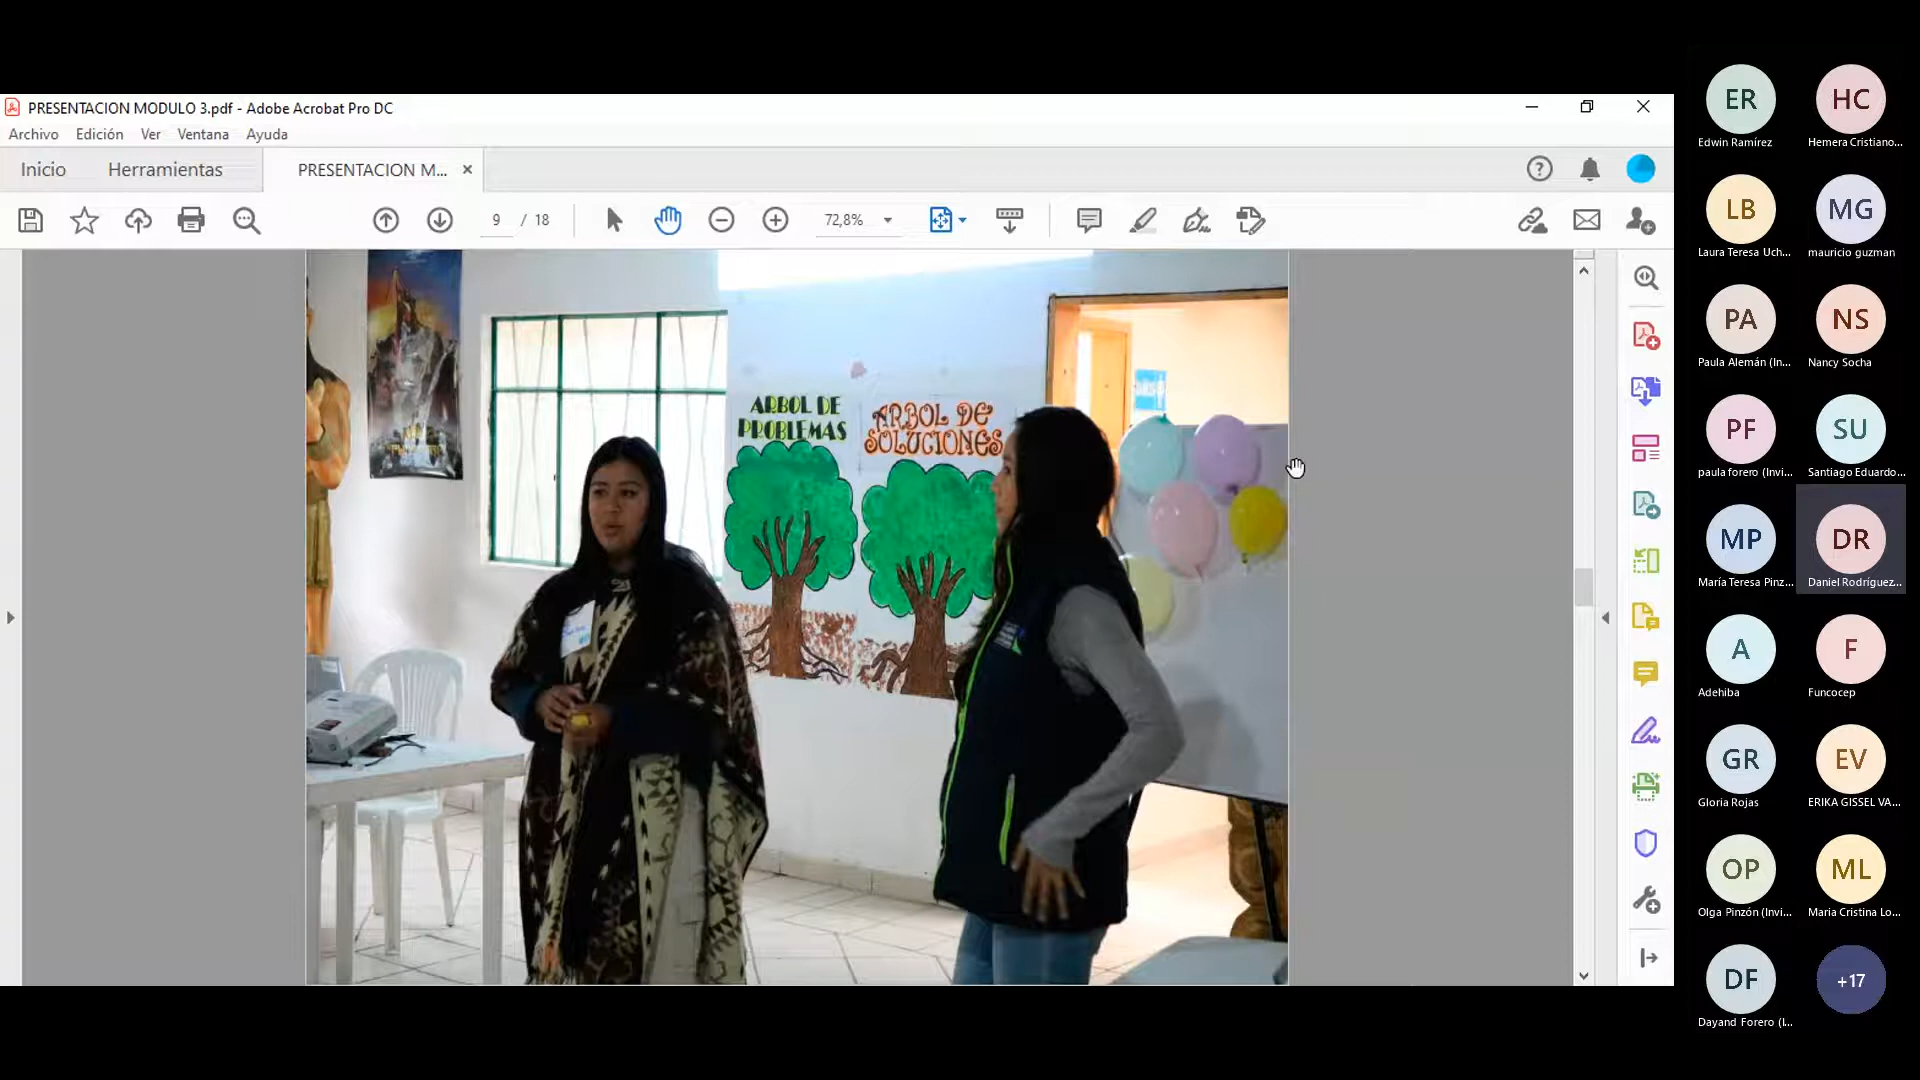 PRESENTACION MODULO 3.pdf - Adobe Acrobat Pro DC
Archivo Edición Ver Ventana Ayuda
Inicio Herramientas PRESENTACION M...
9 / 18 72,8%
ARBOL DE
PROBLEMAS
ARBOL DE
SOLUCIONES
ER HC
Edwin Ramírez Hemera Cristiano...
LB MG
Laura Teresa Uch... mauricio guzman
PA NS
Paula Alemán (In... Nancy Socha
PF SU
paula forero (Invi... Santiago Eduardo...
MP DR
María Teresa Pinz... Daniel Rodríguez...
A F
Adehiba Funcocep
GR EV
Gloria Rojas ERIKA GISSEL VA...
OP ML
Olga Pinzón (Invi... Maria Cristina Lo...
DF +17
Dayand Forero (I...